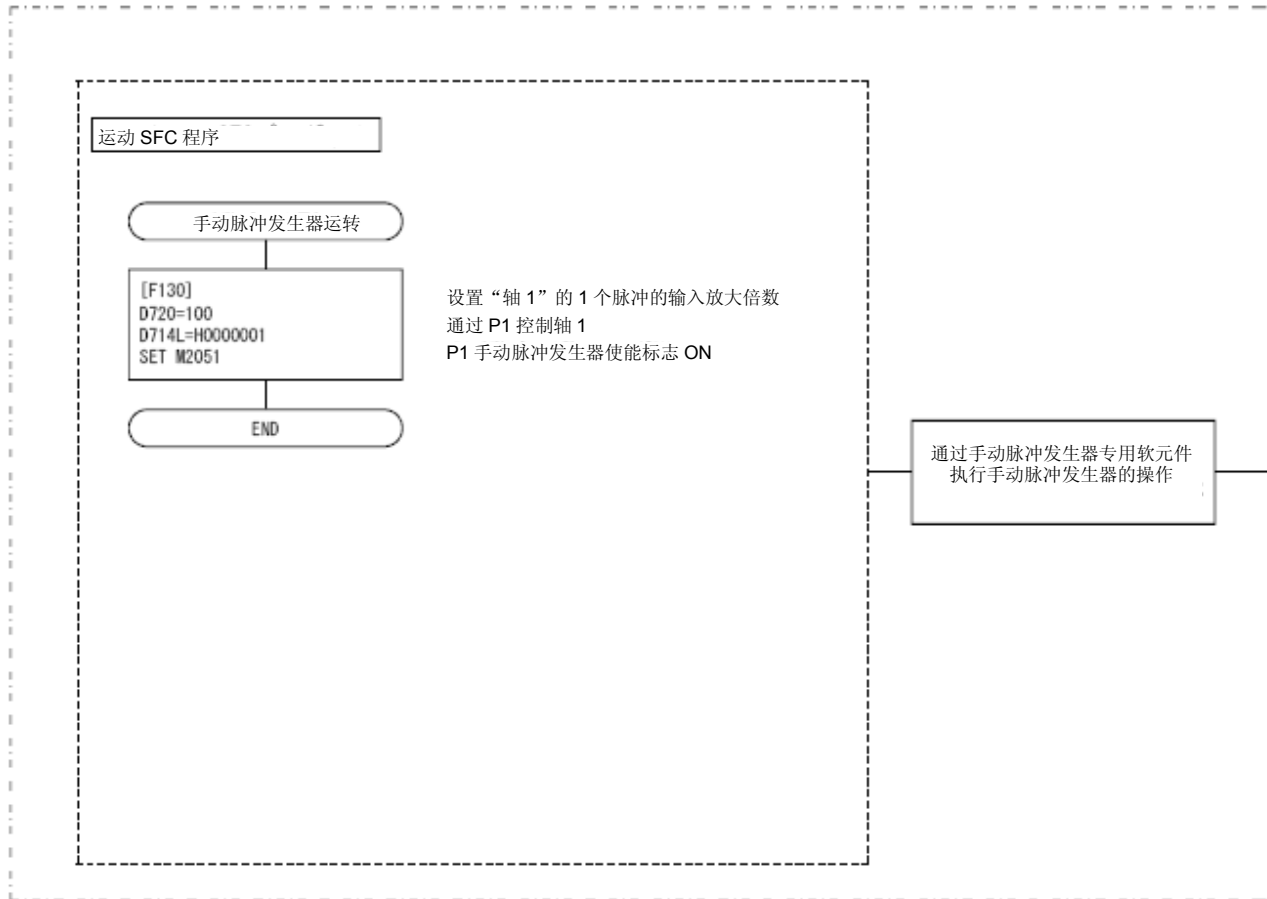 运动 SFC 程序
手动脉冲发生器运转
[F130]
D720=100
D714L=H0000001
SET M2051
设置“轴 1”的 1 个脉冲的输入放大倍数
通过 P1 控制轴 1
P1 手动脉冲发生器使能标志 ON
END
通过手动脉冲发生器专用软元件
执行手动脉冲发生器的操作